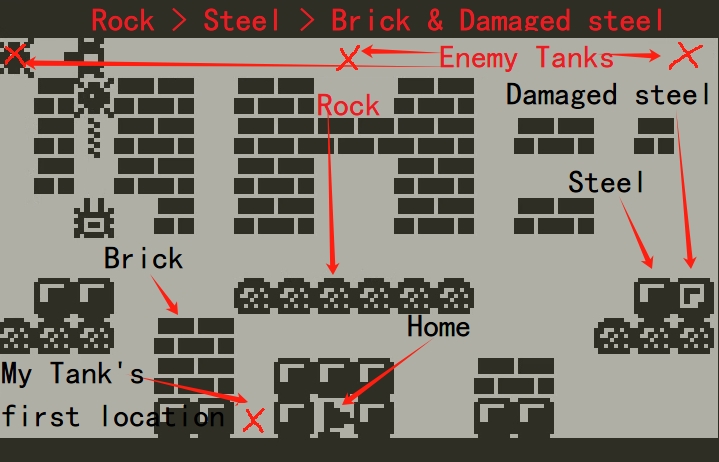 Rock > Steel > Brick & Damaged steel
Enemy Tanks
Damaged steel
Rock
Steel
Brick
Home
My Tank's
first location